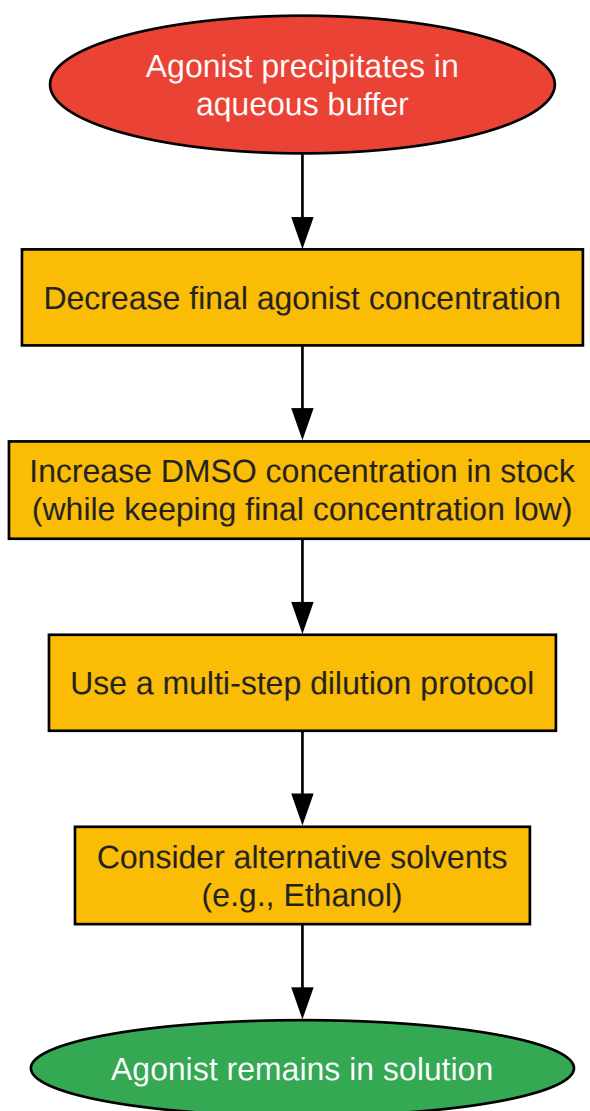 Agonist precipitates in
aqueous buffer
Decrease final agonist concentration
Increase DMSO concentration in stock
(while keeping final concentration low)
Use a multi-step dilution protocol
Consider alternative solvents
(e.g., Ethanol)
Agonist remains in solution